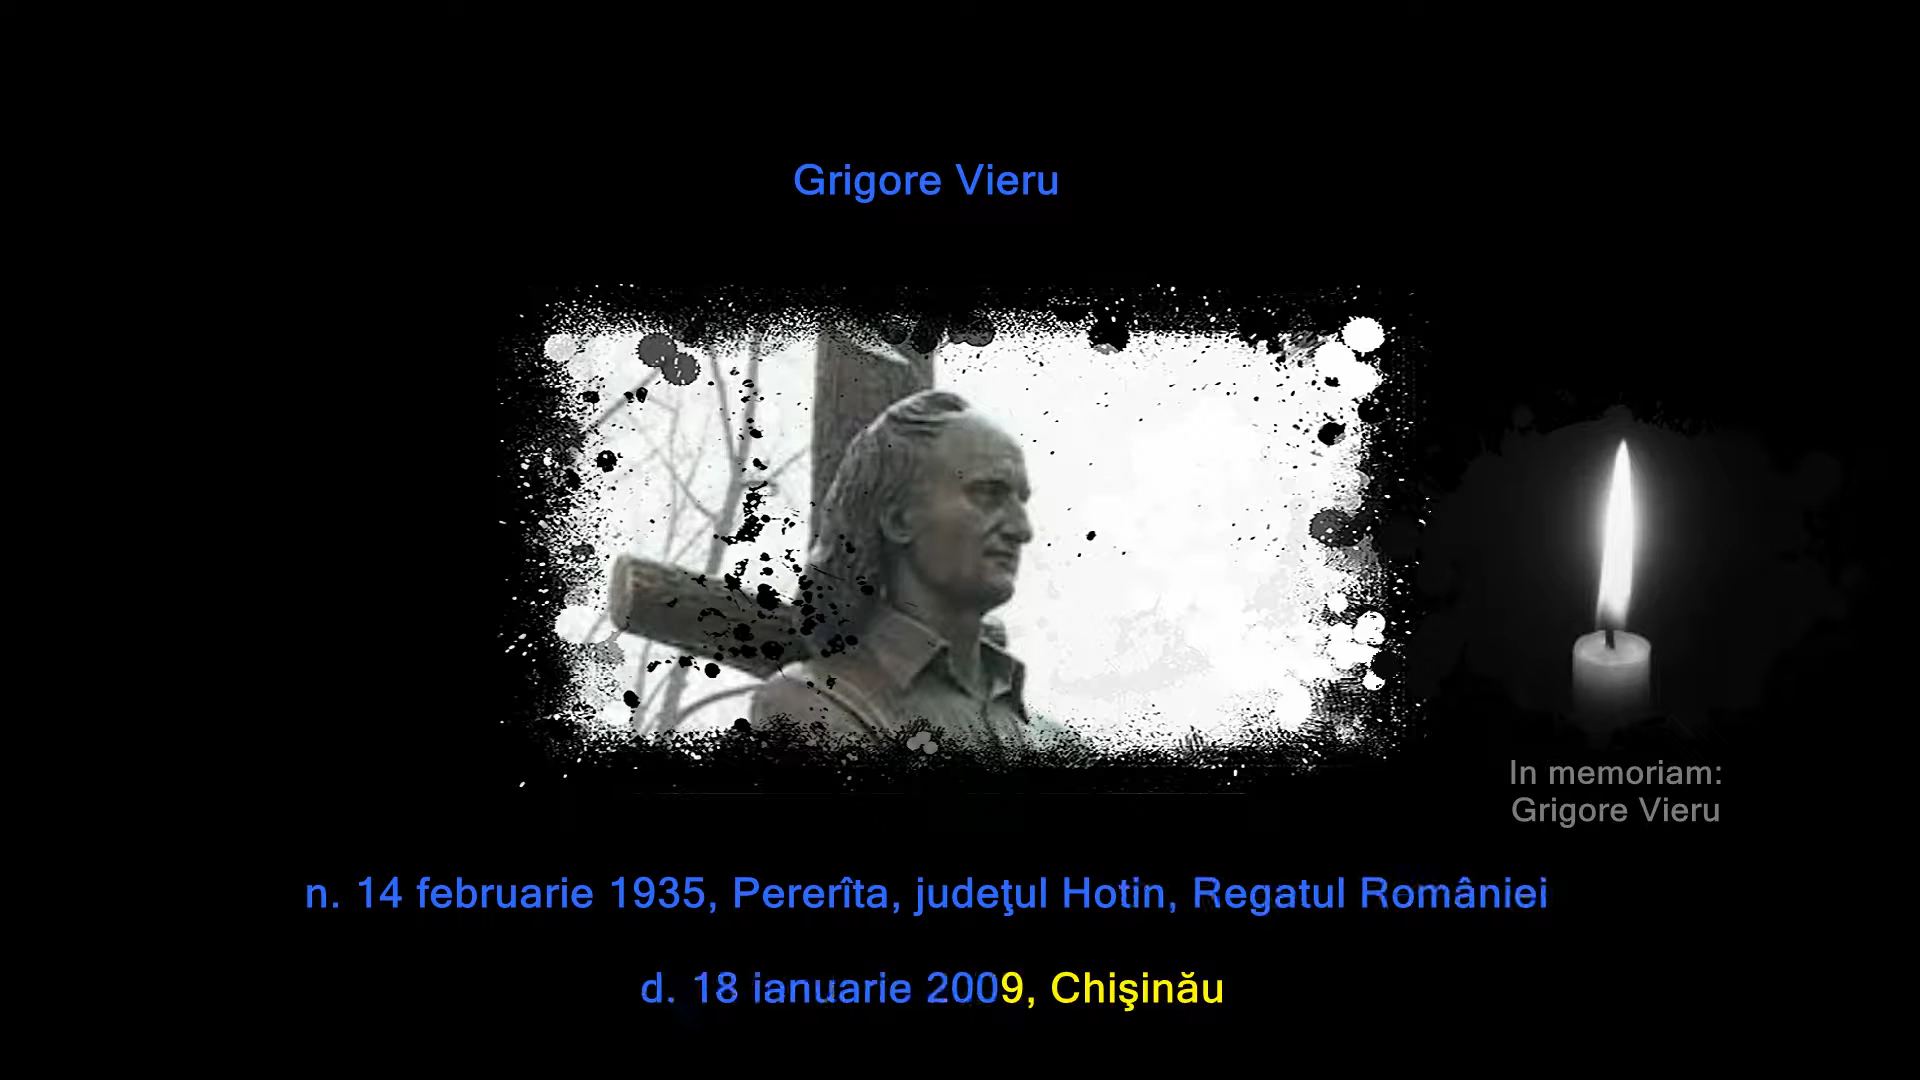 Grigore Vieru
In memoriam:
Grigore Vieru
n. 14 februarie 1935, Pererîta, judeţul Hotin, Regatul României
d. 18 ianuarie 2009, Chişinău